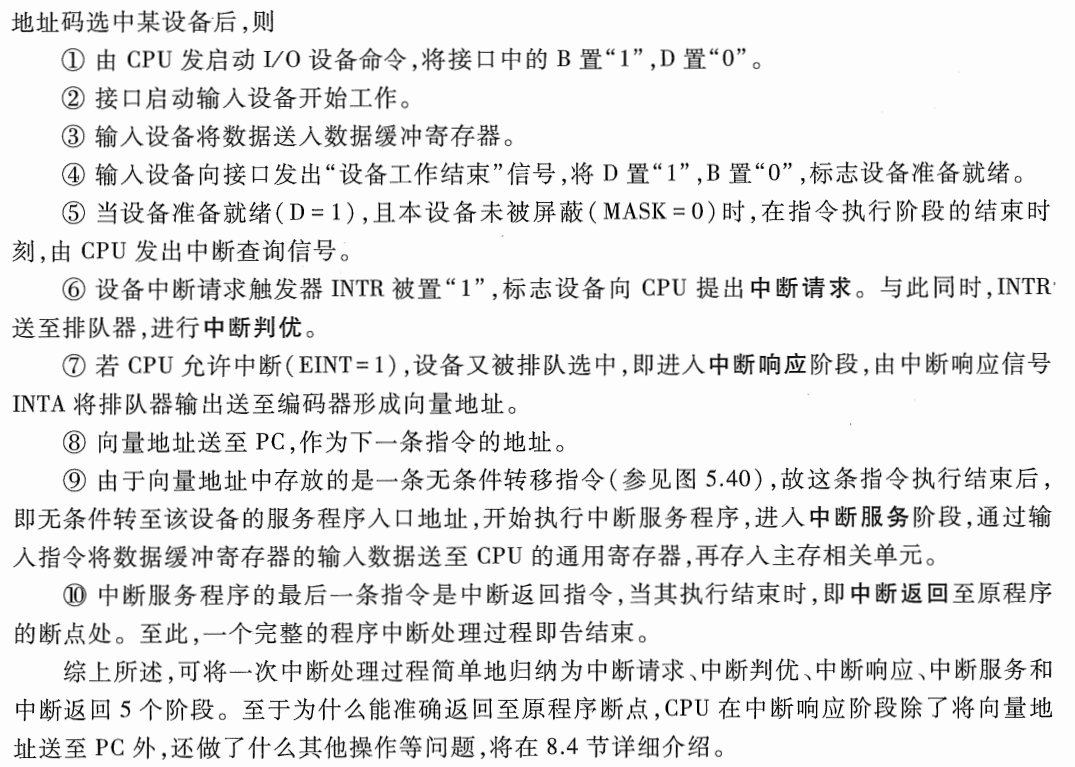 地址码选中某设备后,则
① 由 CPU 发启动 I/O 设备命令,将接口中的 B 置“1”,D 置“0”。
② 接口启动输入设备开始工作。
③ 输入设备将数据送入数据缓冲寄存器。
④ 输入设备向接口发出“设备工作结束”信号,将 D 置“1”,B 置“0”,标志设备准备就绪。
⑤ 当设备准备就绪(D=1),且本设备未被屏蔽(MASK=0)时,在指令执行阶段的结束时
刻,由 CPU 发出中断查询信号。
⑥ 设备中断请求触发器 INTR 被置“1”,标志设备向 CPU 提出中断请求。与此同时,INTR
送至排队器,进行中断判优。
⑦ 若 CPU 允许中断(EINT=1),设备又被排队选中,即进入中断响应阶段,由中断响应信号
INTA 将排队器输出送至编码器形成向量地址。
⑧ 向量地址送至 PC,作为下一条指令的地址。
⑨ 由于向量地址中存放的是一条无条件转移指令(参见图 5.40),故这条指令执行结束后,
即无条件转至该设备的服务程序入口地址,开始执行中断服务程序,进入中断服务阶段,通过输
入指令将数据缓冲寄存器的输入数据送至 CPU 的通用寄存器,再存入主存相关单元。
⑩ 中断服务程序的最后一条指令是中断返回指令,当其执行结束时,即中断返回至原程序
的断点处。至此,一个完整的程序中断处理过程即告结束。
综上所述,可将一次中断处理过程简单地归纳为中断请求、中断判优、中断响应、中断服务和
中断返回 5 个阶段。至于为什么能准确返回至原程序断点,CPU 在中断响应阶段除了将向量地
址送至 PC 外,还做了什么其他操作等问题,将在 8.4 节详细介绍。